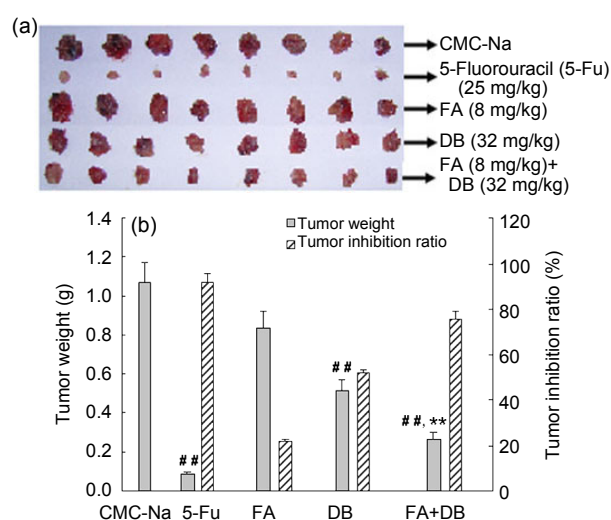 (a)
CMC-Na
5-Fluorouracil (5-Fu)
(25 mg/kg)
FA (8 mg/kg)
DB (32 mg/kg)
FA (8 mg/kg)+
DB (32 mg/kg)
(b)
Tumor weight
Tumor inhibition ratio
Tumor weight (g)
1.4
1.2
1.0
0.8
0.6
0.4
0.2
0.0
##
##
##, **
120
100
80
60
40
20
0
Tumor inhibition ratio (%)
CMC-Na 5-Fu FA DB FA+DB